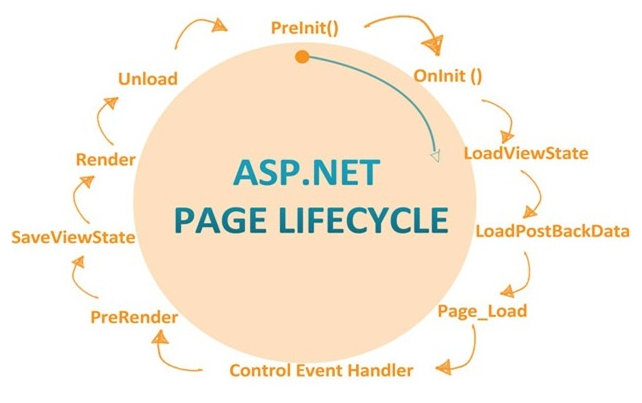 PreInit()
OnInit ()
LoadViewState
LoadPostBackData
Page_Load
Control Event Handler
PreRender
SaveViewState
Render
Unload
ASP.NET
PAGE LIFECYCLE